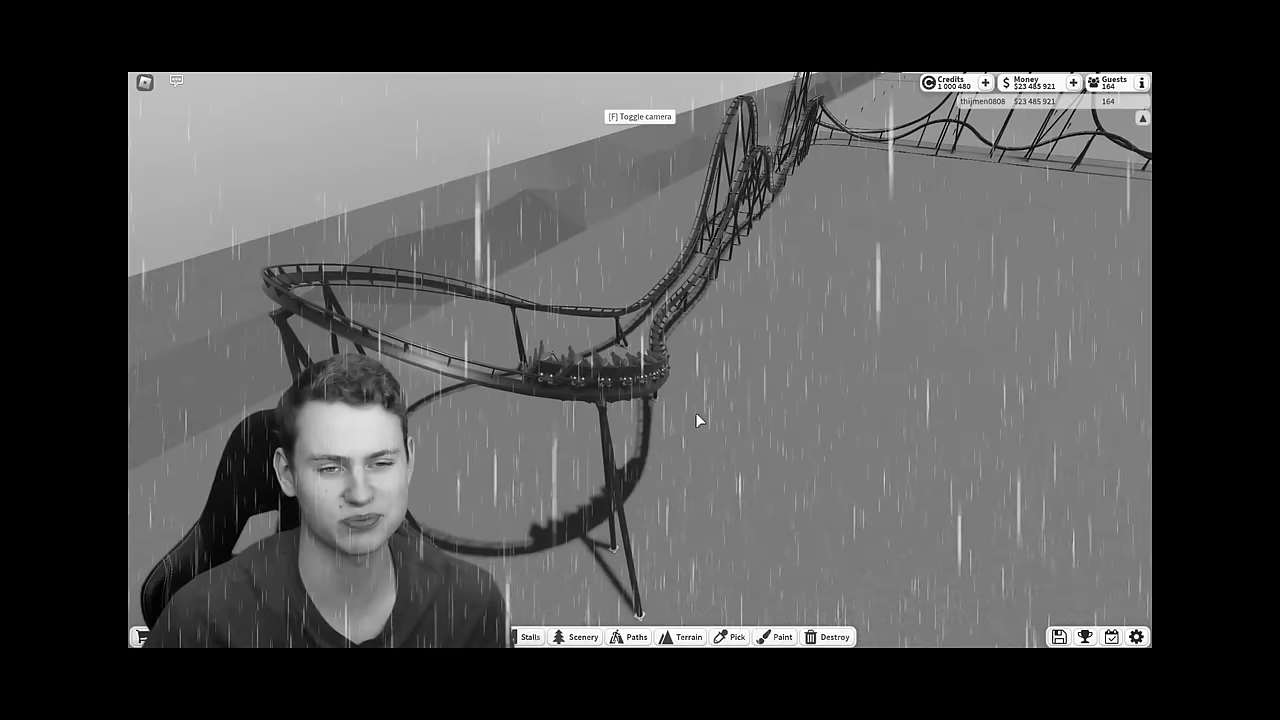 Credits
1 000 480
Money
$23 485 921
Guests
164
thijmen0808 $23 485 921 164
[F] Toggle camera
Stalls Scenery Paths Terrain Pick Paint Destroy